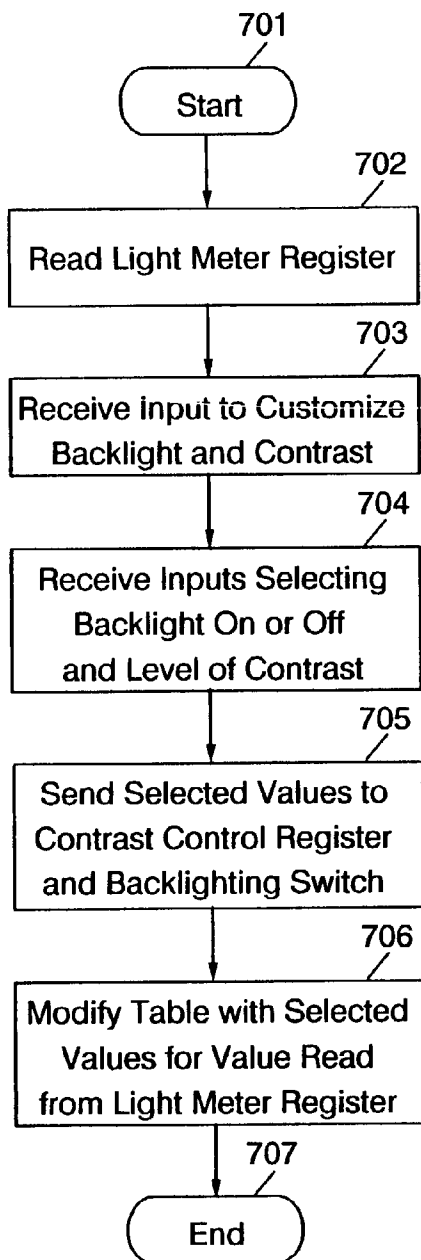 701
Start
702
Read Light Meter Register
703
Receive Input to Customize
Backlight and Contrast
704
Receive Inputs Selecting
Backlight On or Off
and Level of Contrast
705
Send Selected Values to
Contrast Control Register
and Backlighting Switch
706
Modify Table with Selected
Values for Value Read
from Light Meter Register
707
End